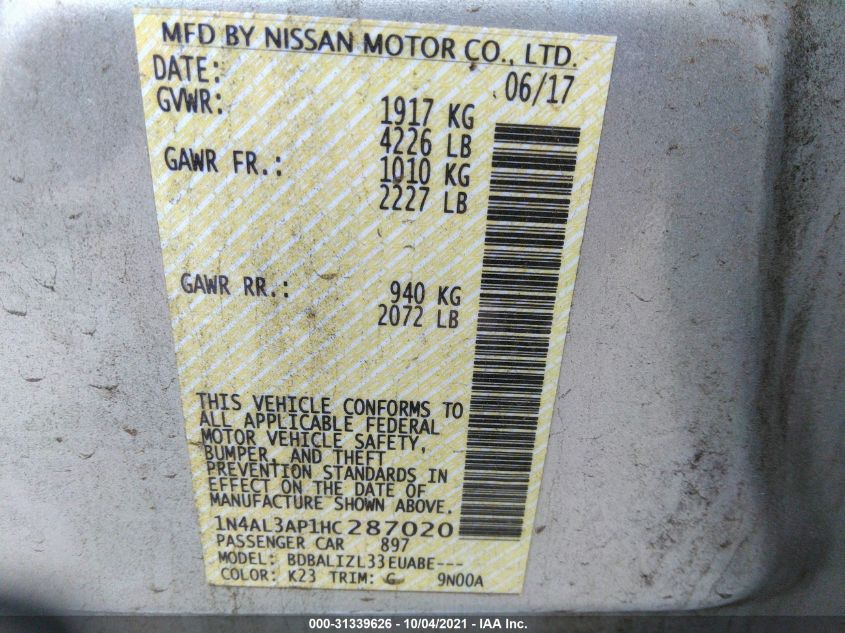 MFD BY NISSAN MOTOR CO., LTD.
DATE: 06/17
GVWR: 1917 KG
4226 LB
GAWR FR.: 1010 KG
2227 LB
GAWR RR.: 940 KG
2072 LB
THIS VEHICLE CONFORMS TO
ALL APPLICABLE FEDERAL
MOTOR VEHICLE SAFETY,
BUMPER, AND THEFT
PREVENTION STANDARDS IN
EFFECT ON THE DATE OF
MANUFACTURE SHOWN ABOVE.
1N4AL3AP1HC287020
PASSENGER CAR 897
MODEL: BDBALIZL33EUABE---
COLOR: K23 TRIM: G 9N00A
000-31339626 - 10/04/2021 - IAA Inc.